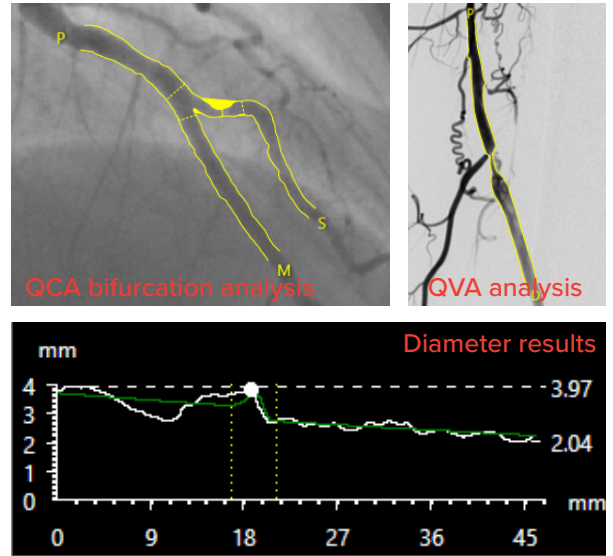 P
S
M
QCA bifurcation analysis
P
D
QVA analysis
Diameter results
mm
4
3
2
1
0
3.97
2.04
mm
0 9 18 27 36 45